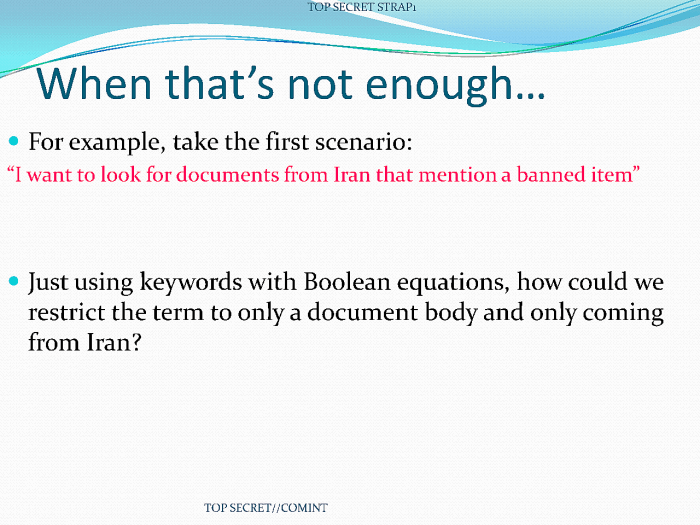 TOP SECRET STRAP1
When that’s not enough…
For example, take the first scenario:
“I want to look for documents from Iran that mention a banned item”
Just using keywords with Boolean equations, how could we
restrict the term to only a document body and only coming
from Iran?
TOP SECRET//COMINT